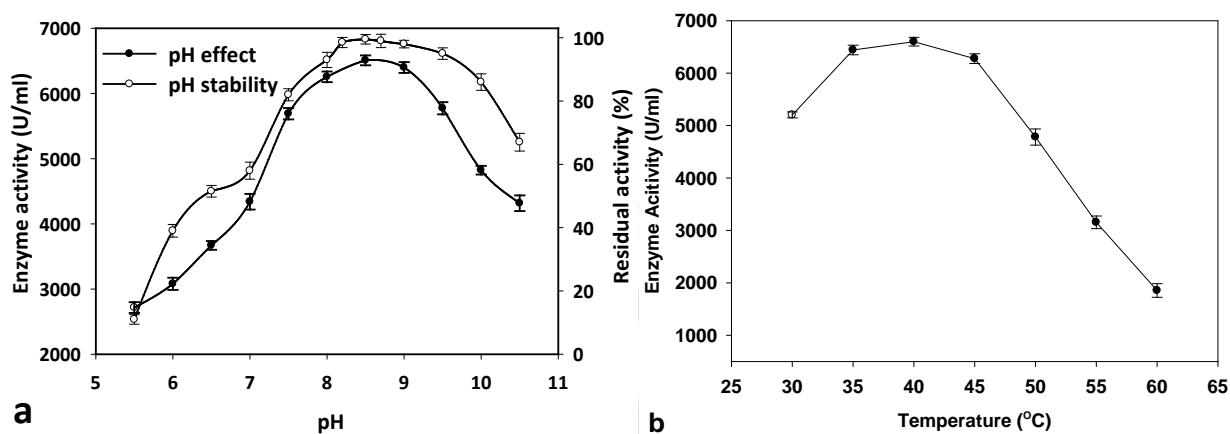 7000
6000
5000
4000
3000
2000
Enzyme activity (U/ml)
pH effect
pH stability
100
80
60
40
20
0
Residual activity (%)
5 6 7 8 9 10 11
pH
a
7000
6000
5000
4000
3000
2000
1000
Enzyme Acitivity (U/ml)
25 30 35 40 45 50 55 60 65
Temperature (OC)
b